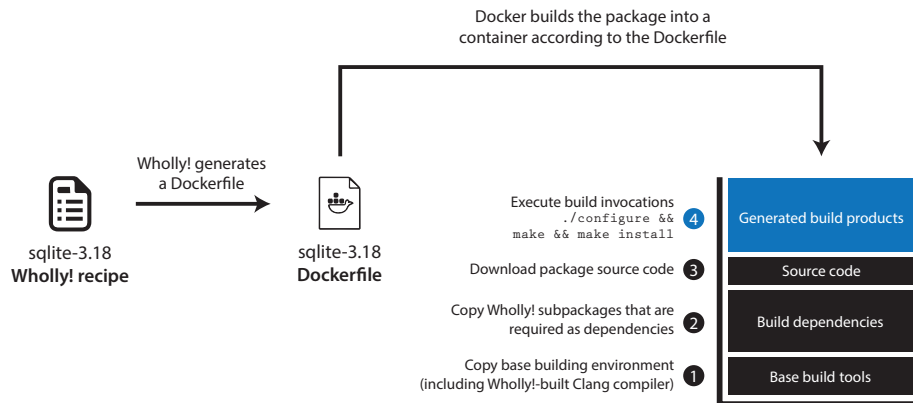 Docker builds the package into a
container according to the Dockerfile
Wholly! generates
a Dockerfile
sqlite-3.18
Wholly! recipe
sqlite-3.18
Dockerfile
Execute build invocations
./configure &&
make && make install
4
Generated build products
Download package source code
3
Source code
Copy Wholly! subpackages that are
required as dependencies
2
Build dependencies
Copy base building environment
(including Wholly!-built Clang compiler)
1
Base build tools